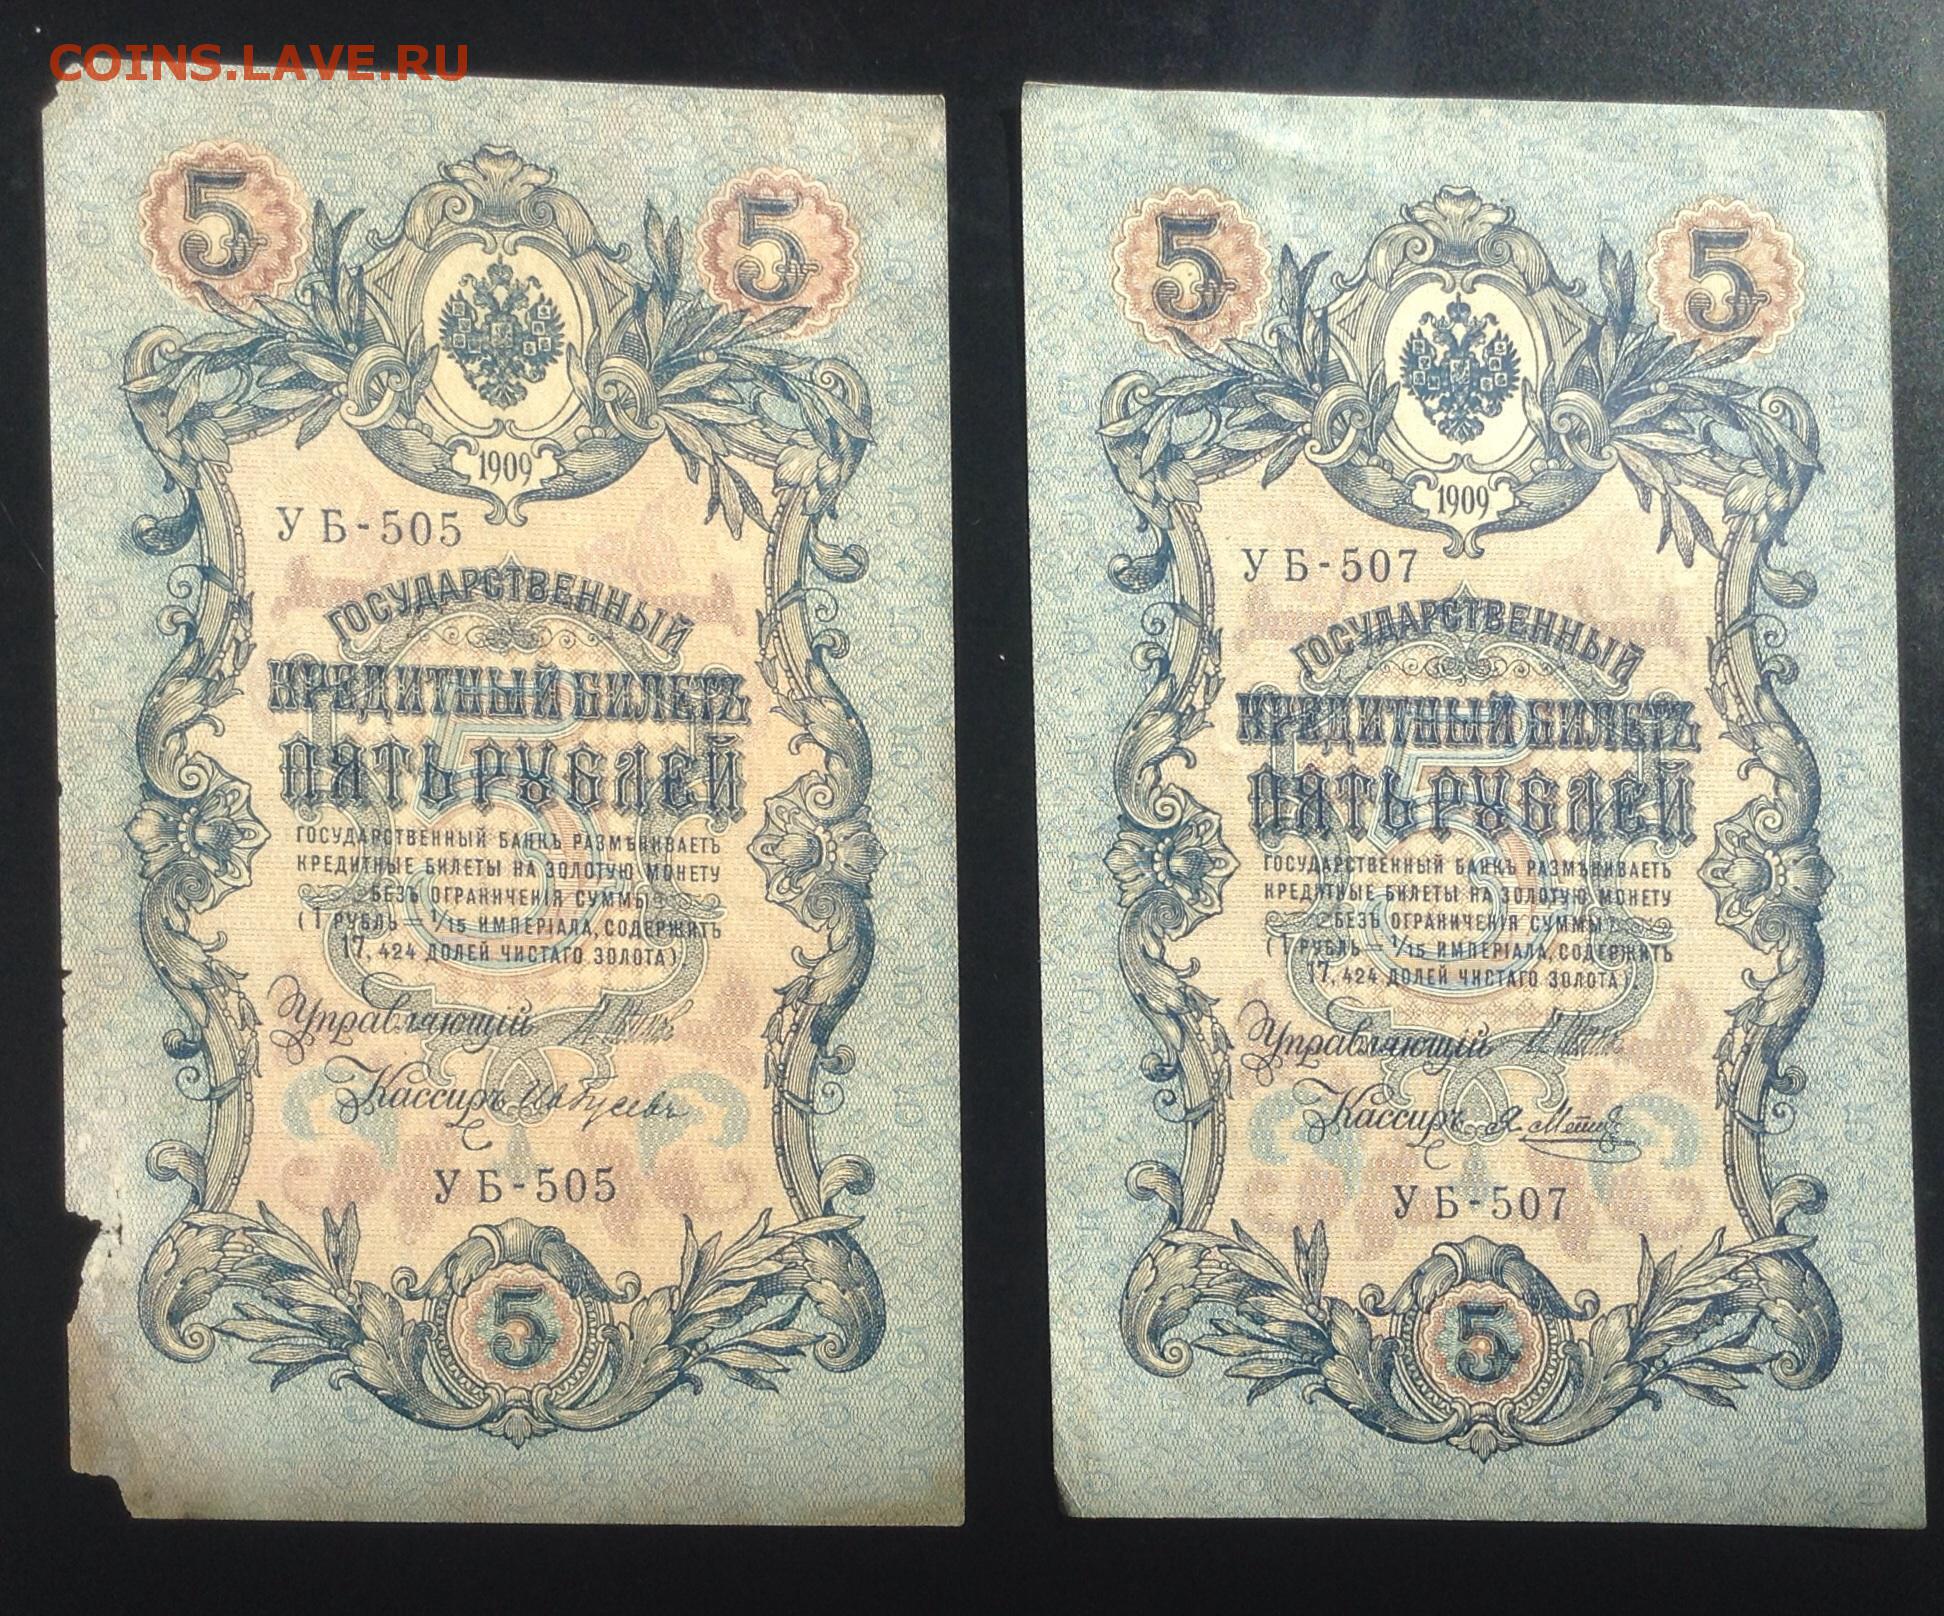 COINS.LAVE.RU
5 5
1909
УБ-505
ГОСУДАРСТВЕННЫЙ
КРЕДИТНЫЙ БИЛЕТЪ
ПЯТЬ РУБЛЕЙ
ГОСУДАРСТВЕННЫЙ БАНКЪ РАЗМѢНИВАЕТЪ
КРЕДИТНЫЕ БИЛЕТЫ НА ЗОЛОТУЮ МОНЕТУ
БЕЗЪ ОГРАНИЧЕНІЯ СУММЫ
(1 РУБЛЬ = 1/15 ИМПЕРІАЛА, СОДЕРЖИТЪ
17,424 ДОЛЕЙ ЧИСТАГО ЗОЛОТА)
Управляющій
Кассиръ
УБ-505
5
5 5
1909
УБ-507
ГОСУДАРСТВЕННЫЙ
КРЕДИТНЫЙ БИЛЕТЪ
ПЯТЬ РУБЛЕЙ
ГОСУДАРСТВЕННЫЙ БАНКЪ РАЗМѢНИВАЕТЪ
КРЕДИТНЫЕ БИЛЕТЫ НА ЗОЛОТУЮ МОНЕТУ
БЕЗЪ ОГРАНИЧЕНІЯ СУММЫ
(1 РУБЛЬ = 1/15 ИМПЕРІАЛА, СОДЕРЖИТЪ
17,424 ДОЛЕЙ ЧИСТАГО ЗОЛОТА).
Управляющій
Кассиръ
УБ-507
5